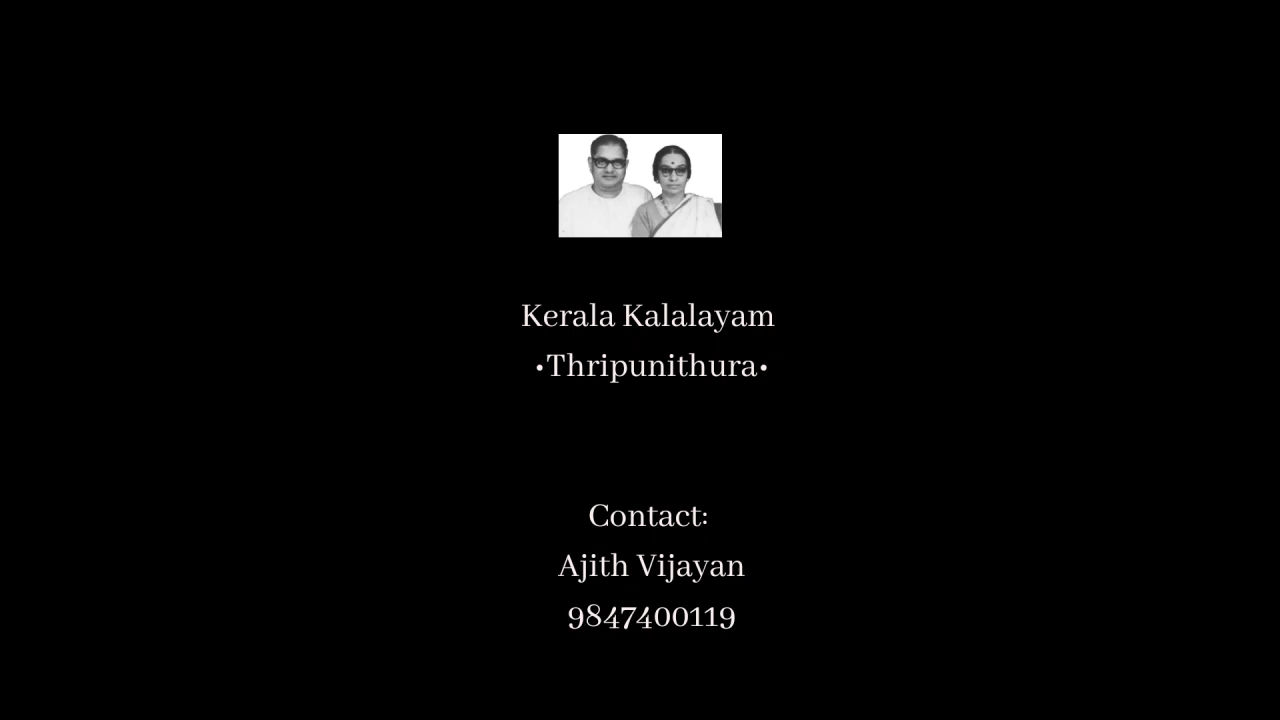 Kerala Kalalayam
•Thripunithura•
Contact:
Ajith Vijayan
9847400119